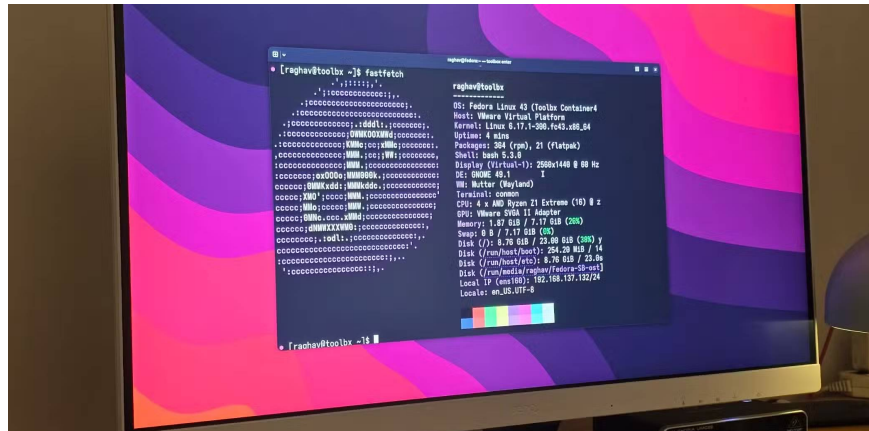 raghav@fedora:~ — toolbox enter
[raghav@toolbx ~]$ fastfetch
raghav@toolbx
-------------
OS: Fedora Linux 43 (Toolbx Container4
Host: VMware Virtual Platform
Kernel: Linux 6.17.1-300.fc43.x86_64
Uptime: 4 mins
Packages: 364 (rpm), 21 (flatpak)
Shell: bash 5.3.0
Display (Virtual-1): 2560x1440 @ 60 Hz
DE: GNOME 49.1
WM: Mutter (Wayland)
Terminal: conmon
CPU: 4 x AMD Ryzen Z1 Extreme (16) @ z
GPU: VMware SVGA II Adapter
Memory: 1.87 GiB / 7.17 GiB (26%)
Swap: 0 B / 7.17 GiB (0%)
Disk (/): 8.76 GiB / 23.00 GiB (38%) y
Disk (/run/host/boot): 254.20 MiB / 14
Disk (/run/host/etc): 8.76 GiB / 23.0s
Disk (/run/media/raghav/Fedora-SB-ost]
Local IP (ens160): 192.168.137.132/24
Locale: en_US.UTF-8
[raghav@toolbx ~]$